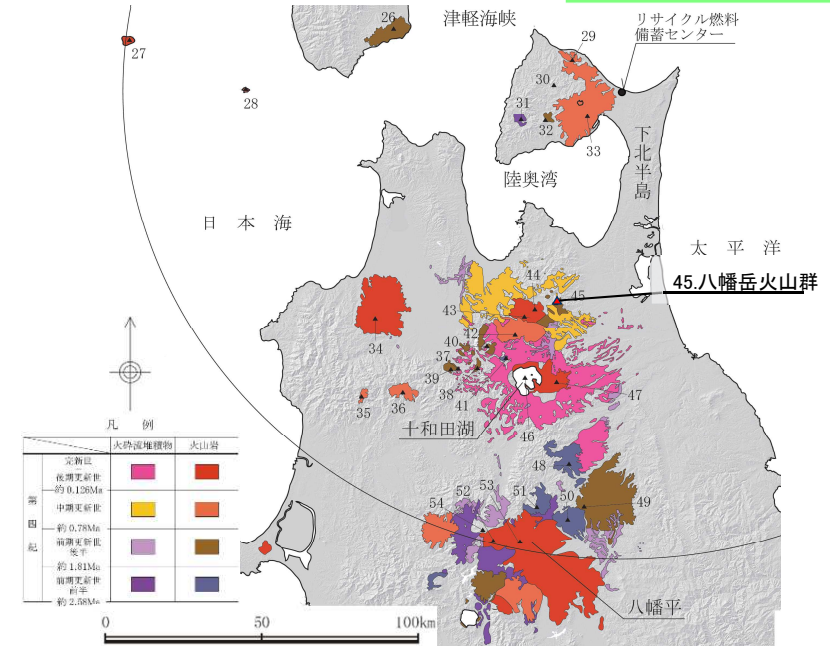 津軽海峡
リサイクル燃料
備蓄センター
26
27
28
29
30
31
32
33
下北半島
陸奥湾
日本海
太平洋
45.八幡岳火山群
44
45
43
42
40
37
39
38
41
34
35
36
47
46
十和田湖
48
49
50
51
52
53
54
八幡平
凡例
火砕流堆積物
火山岩
第四紀
完新世
~
後期更新世
約 0.126Ma
中期更新世
約 0.78Ma
前期更新世
後半
約 1.81Ma
前期更新世
前半
約 2.58Ma
0
50
100km